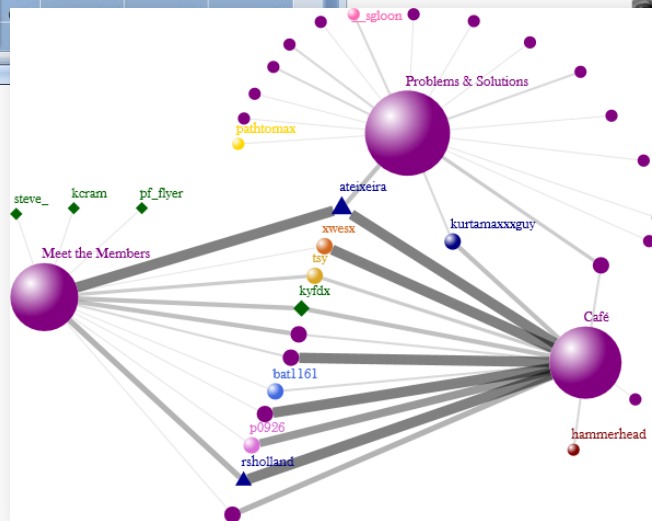 __sgloon
Problems & Solutions
pathtomax
ateixeira
steve_
kcram
pf_flyer
kurtamaxxxguy
xwesx
Meet the Members
tsy
kyfdx
Café
bat1161
p0926
hammerhead
rsholland